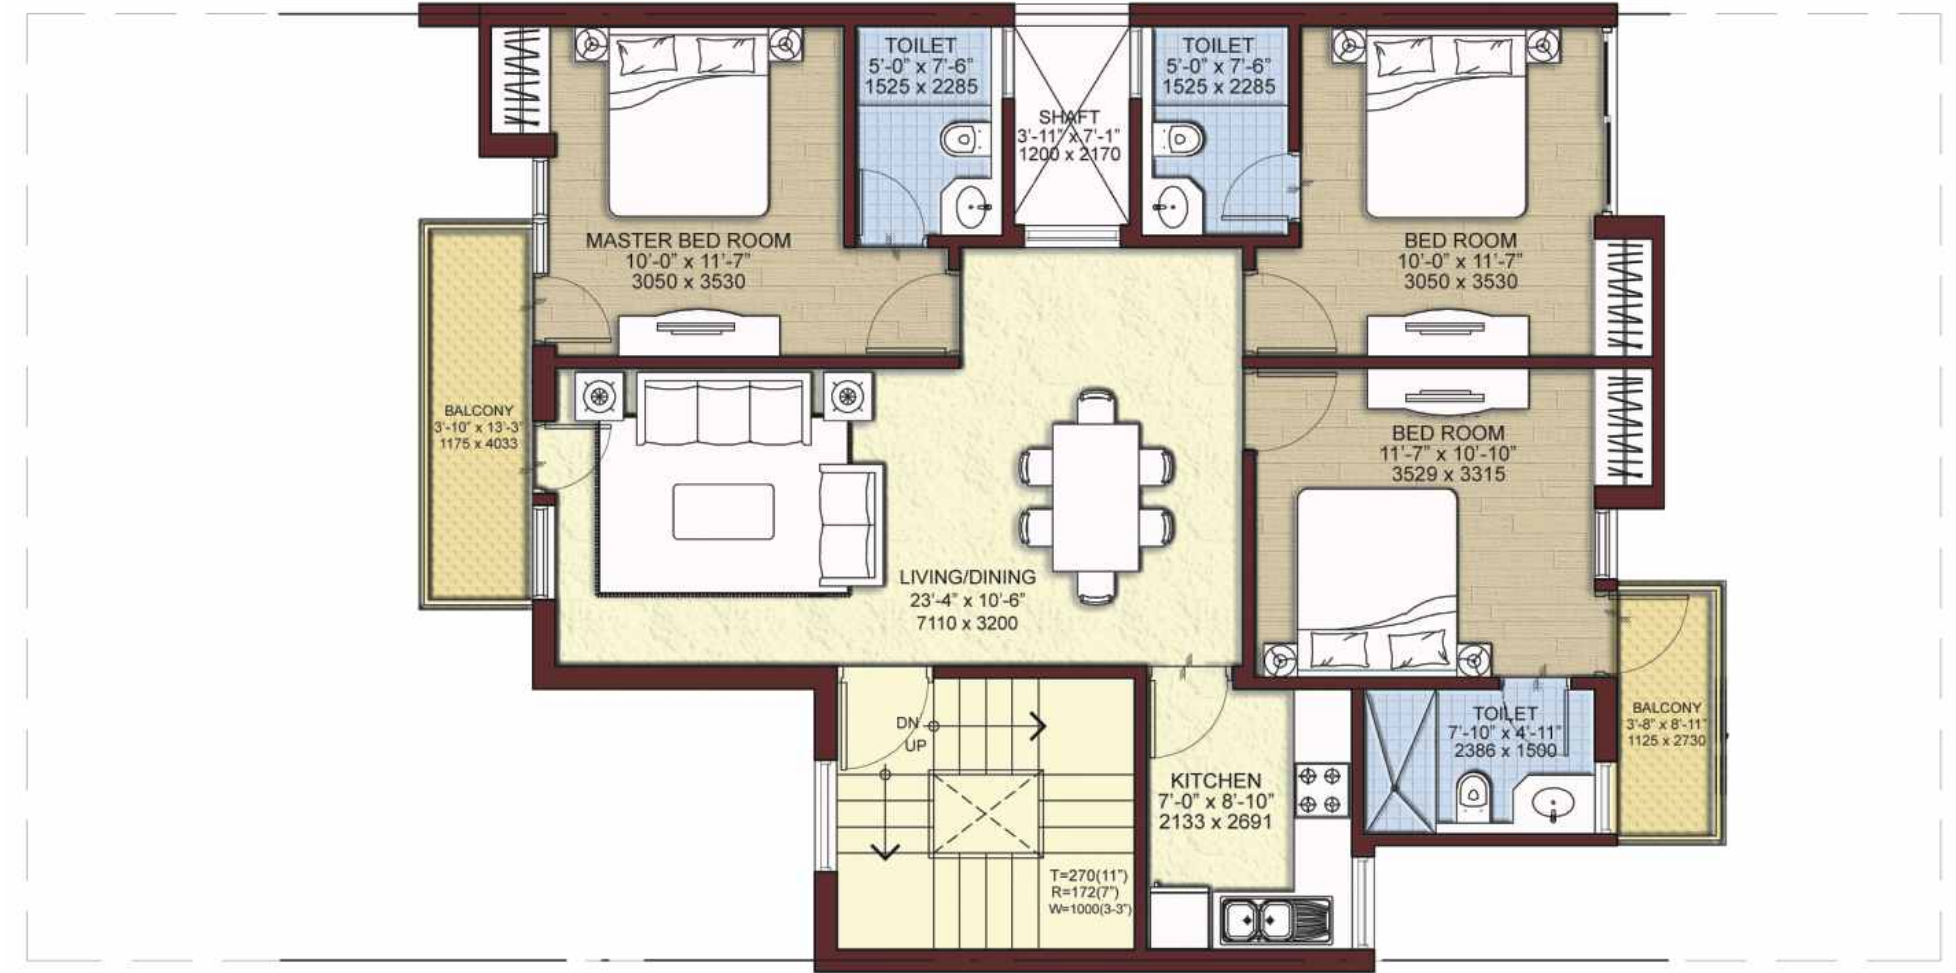 TOILET
5'-0" x 7'-6"
1525 x 2285
SHAFT
3'-11" x 7'-1"
1200 x 2170
TOILET
5'-0" x 7'-6"
1525 x 2285
MASTER BED ROOM
10'-0" x 11'-7"
3050 x 3530
BED ROOM
10'-0" x 11'-7"
3050 x 3530
BALCONY
3'-10" x 13'-3"
1175 x 4033
BED ROOM
11'-7" x 10'-10"
3529 x 3315
LIVING/DINING
23'-4" x 10'-6"
7110 x 3200
DN
UP
T=270(11")
R=172(7")
W=1000(3-3")
KITCHEN
7'-0" x 8'-10"
2133 x 2691
TOILET
7'-10" x 4'-11"
2386 x 1500
BALCONY
3'-8" x 8'-11"
1125 x 2730